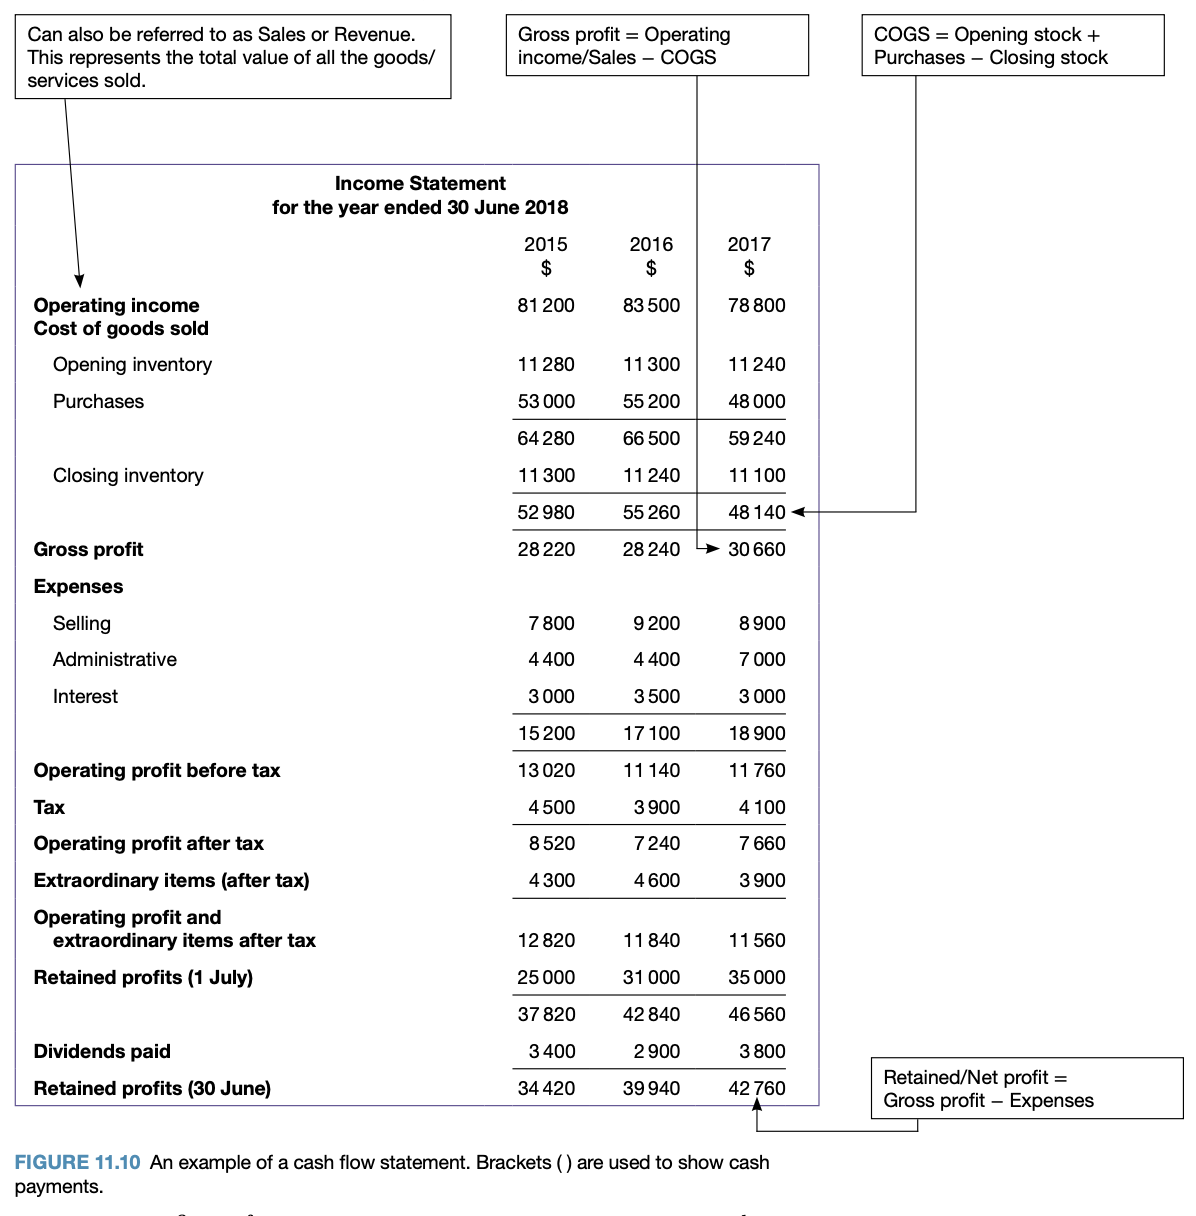 Can also be referred to as Sales or Revenue.
This represents the total value of all the goods/
services sold.
Gross profit = Operating
income/Sales − COGS
COGS = Opening stock +
Purchases − Closing stock
Income Statement
for the year ended 30 June 2018
2015 2016 2017
$ $ $
Operating income 81 200 83 500 78 800
Cost of goods sold
Opening inventory 11 280 11 300 11 240
Purchases 53 000 55 200 48 000
64 280 66 500 59 240
Closing inventory 11 300 11 240 11 100
52 980 55 260 48 140
Gross profit 28 220 28 240 30 660
Expenses
Selling 7 800 9 200 8 900
Administrative 4 400 4 400 7 000
Interest 3 000 3 500 3 000
15 200 17 100 18 900
Operating profit before tax 13 020 11 140 11 760
Tax 4 500 3 900 4 100
Operating profit after tax 8 520 7 240 7 660
Extraordinary items (after tax) 4 300 4 600 3 900
Operating profit and
extraordinary items after tax 12 820 11 840 11 560
Retained profits (1 July) 25 000 31 000 35 000
37 820 42 840 46 560
Dividends paid 3 400 2 900 3 800
Retained profits (30 June) 34 420 39 940 42 760
Retained/Net profit =
Gross profit − Expenses
FIGURE 11.10 An example of a cash flow statement. Brackets ( ) are used to show cash
payments.